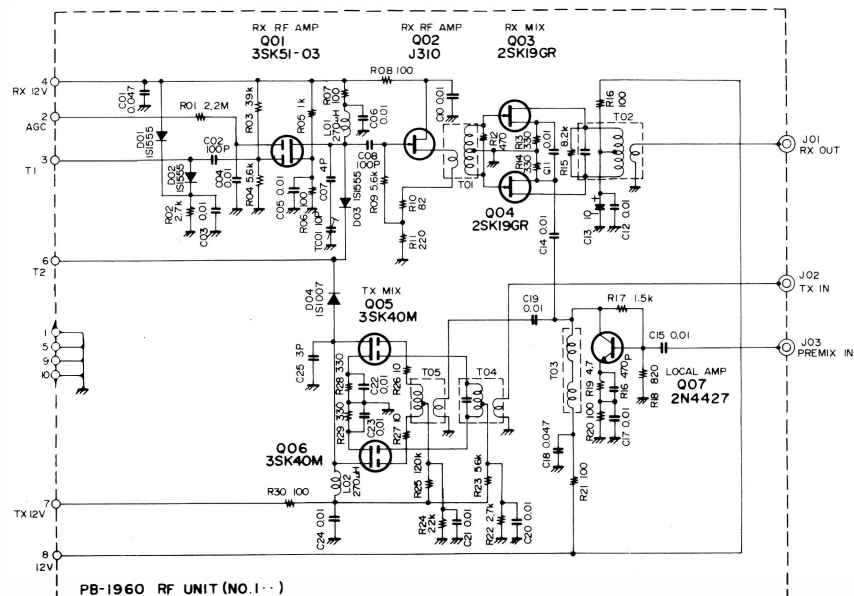 RX RF AMP
Q01
3SK51-03
RX RF AMP
Q02
J310
RX MIX
Q03
2SK19GR
4
RX 12V
2
AGC
3
T1
6
T2
1
5
9
10
7
TX 12V
8
12V
C01
0.047
R01 2.2M
D01
1S1555
C02
100P
D02
1S1555
R02
2.7k
C03
0.01
C04
0.01
R03 39k
R04 5.6k
R05 1k
C05 0.01
R06 100
R07
100
L01
270μH
C06
0.01
C07 4P
TC01 10P
D03 1S1555
C08
100P
R09 5.6k
R08 100
R10
82
R11
220
C10 0.01
T01
R12
470
R13
330
R14
330
C11
0.01
R15 8.2k
T02
R16
100
C13 10
C12 0.01
C14 0.01
Q04
2SK19GR
J01
RX OUT
J02
TX IN
J03
PREMIX IN
D04
1S1007
TX MIX
Q05
3SK40M
C25 3P
R28 330
R29 330
C22
0.01
C23
0.01
R26 10
R27 10
T05
T04
C19
0.01
Q06
3SK40M
L02
270μH
R30 100
C24 0.01
R25 120k
R24
22k
C21 0.01
R23 56k
R22 2.7k
C20 0.01
T03
C18 0.047
R21 100
R17 1.5k
C15 0.01
R19 4.7
R16 470P
R20 100
C17 0.01
R18 820
LOCAL AMP
Q07
2N4427
PB-1960 RF UNIT (NO.1··)